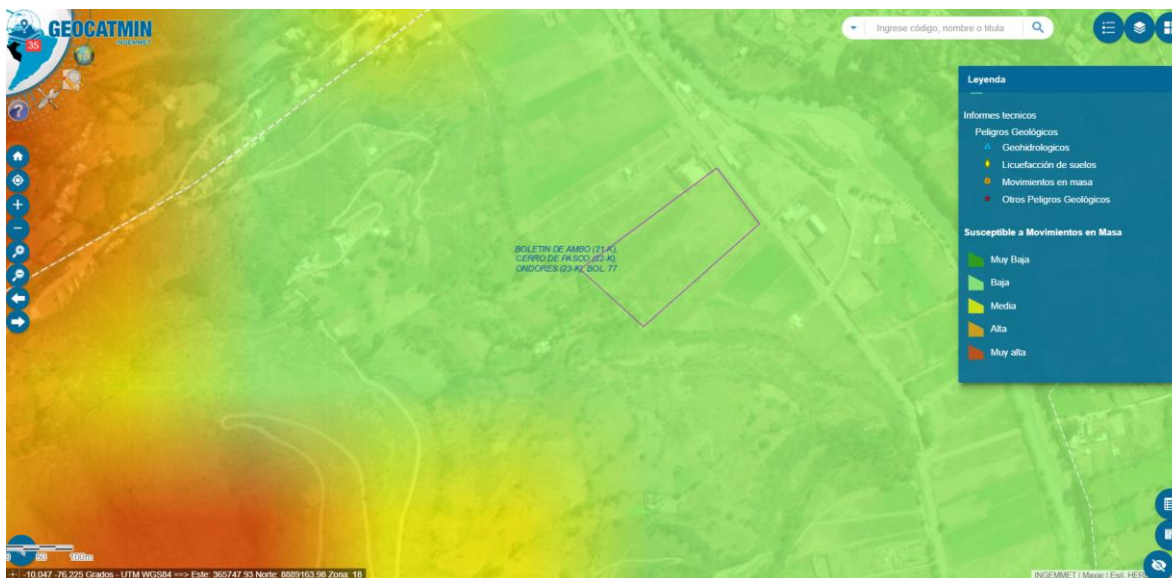 GEOCATMIN
INGEMMET
35
Ingrese código, nombre o titula
Leyenda
Informes tecnicos
Peligros Geológicos
Geohidrologicos
Licuefacción de suelos
Movimientos en masa
Otros Peligros Geológicos
Susceptible a Movimientos en Masa
Muy Baja
Baja
Media
Alta
Muy alta
BOLETIN DE AMBO (21-K),
CERRO DE PASCO (22-K),
ONDORES (23-K), BOL. 77
50 100m
-10.047 -76.225 Grados - UTM WGS84 ==> Este: 365747.93 Norte: 8889163.98 Zona: 18
INGEMMET | Maxar | Esri, HERE